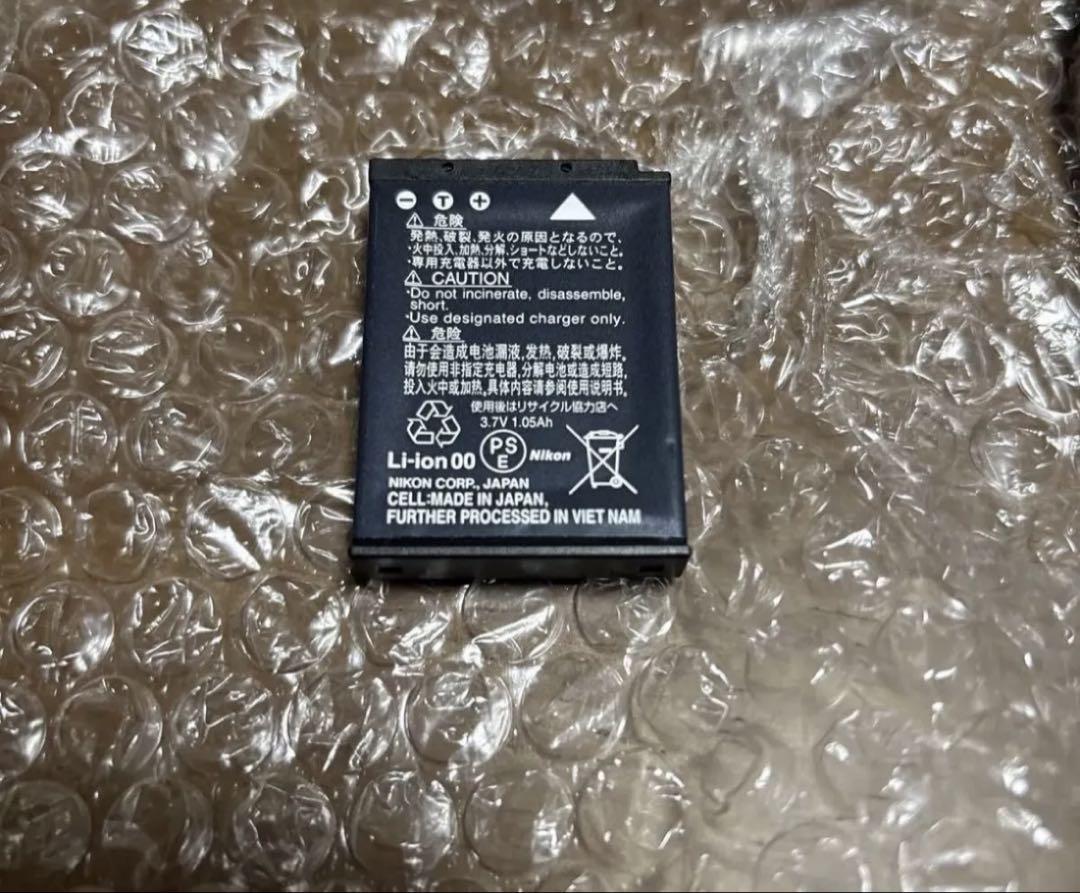 − T +
⚠ 危険
発熱、破裂、発火の原因となるので、
・火中投入、加熱、分解、ショートなどしないこと。
・専用充電器以外で充電しないこと。
⚠ CAUTION
・Do not incinerate, disassemble,
short.
・Use designated charger only.
⚠ 危险
由于会造成电池漏液,发热,破裂或爆炸。
请勿使用非指定充电器,分解电池或造成短路,
投入火中或加热。具体内容请参阅使用说明书。
使用後はリサイクル協力店へ
3.7V 1.05Ah
Li-ion 00
PS
E
Nikon
NIKON CORP., JAPAN
CELL:MADE IN JAPAN,
FURTHER PROCESSED IN VIET NAM